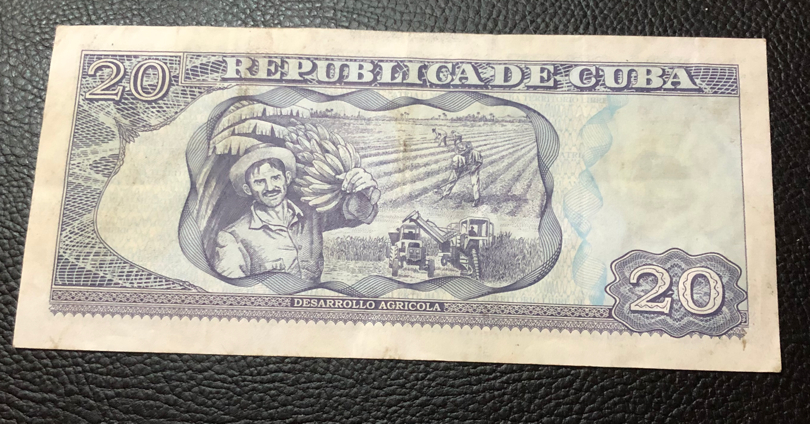 20
REPUBLICA DE CUBA
DESARROLLO AGRICOLA
20